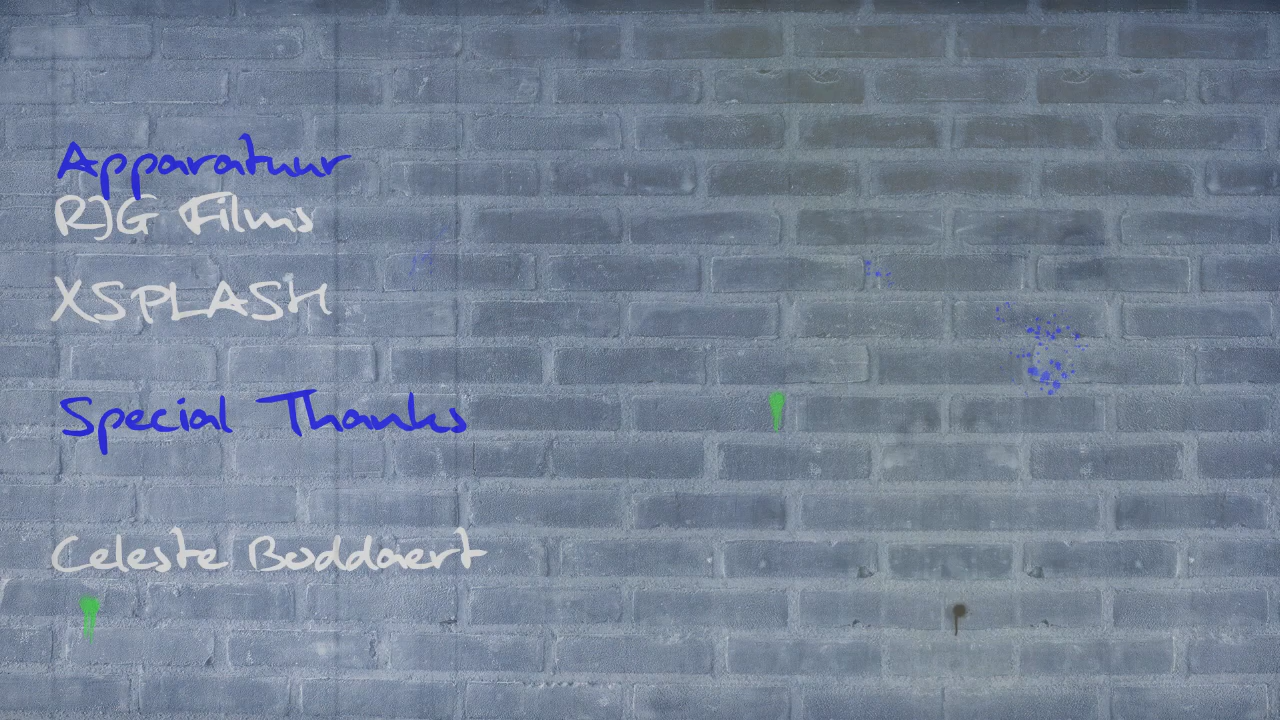 Apparatuur
RJG Films
XSPLASH
Special Thanks
Celeste Boddaert